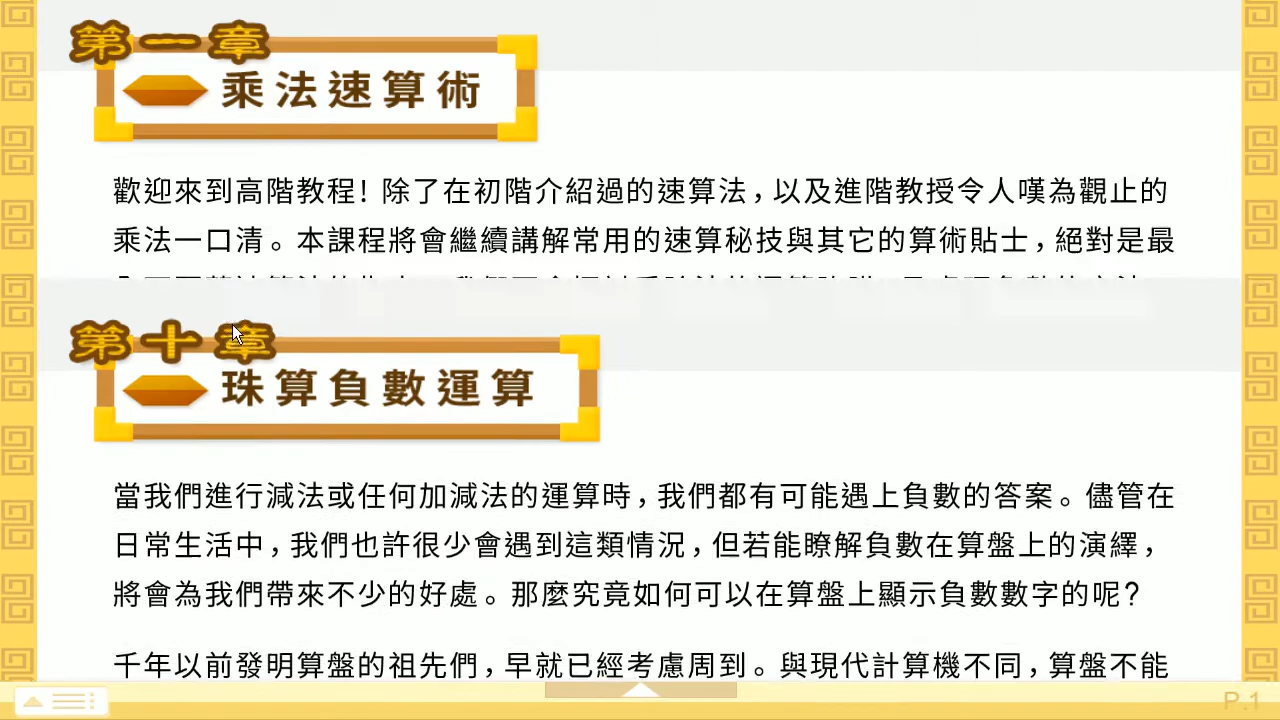 第一章
乘法速算術
歡迎來到高階教程！除了在初階介紹過的速算法，以及進階教授令人嘆為觀止的
乘法一口清。本課程將會繼續講解常用的速算秘技與其它的算術貼士，絕對是最
第十章
珠算負數運算
當我們進行減法或任何加減法的運算時，我們都有可能遇上負數的答案。儘管在
日常生活中，我們也許很少會遇到這類情況，但若能瞭解負數在算盤上的演繹，
將會為我們帶來不少的好處。那麼究竟如何可以在算盤上顯示負數數字的呢？
千年以前發明算盤的祖先們，早就已經考慮周到。與現代計算機不同，算盤不能
P.1